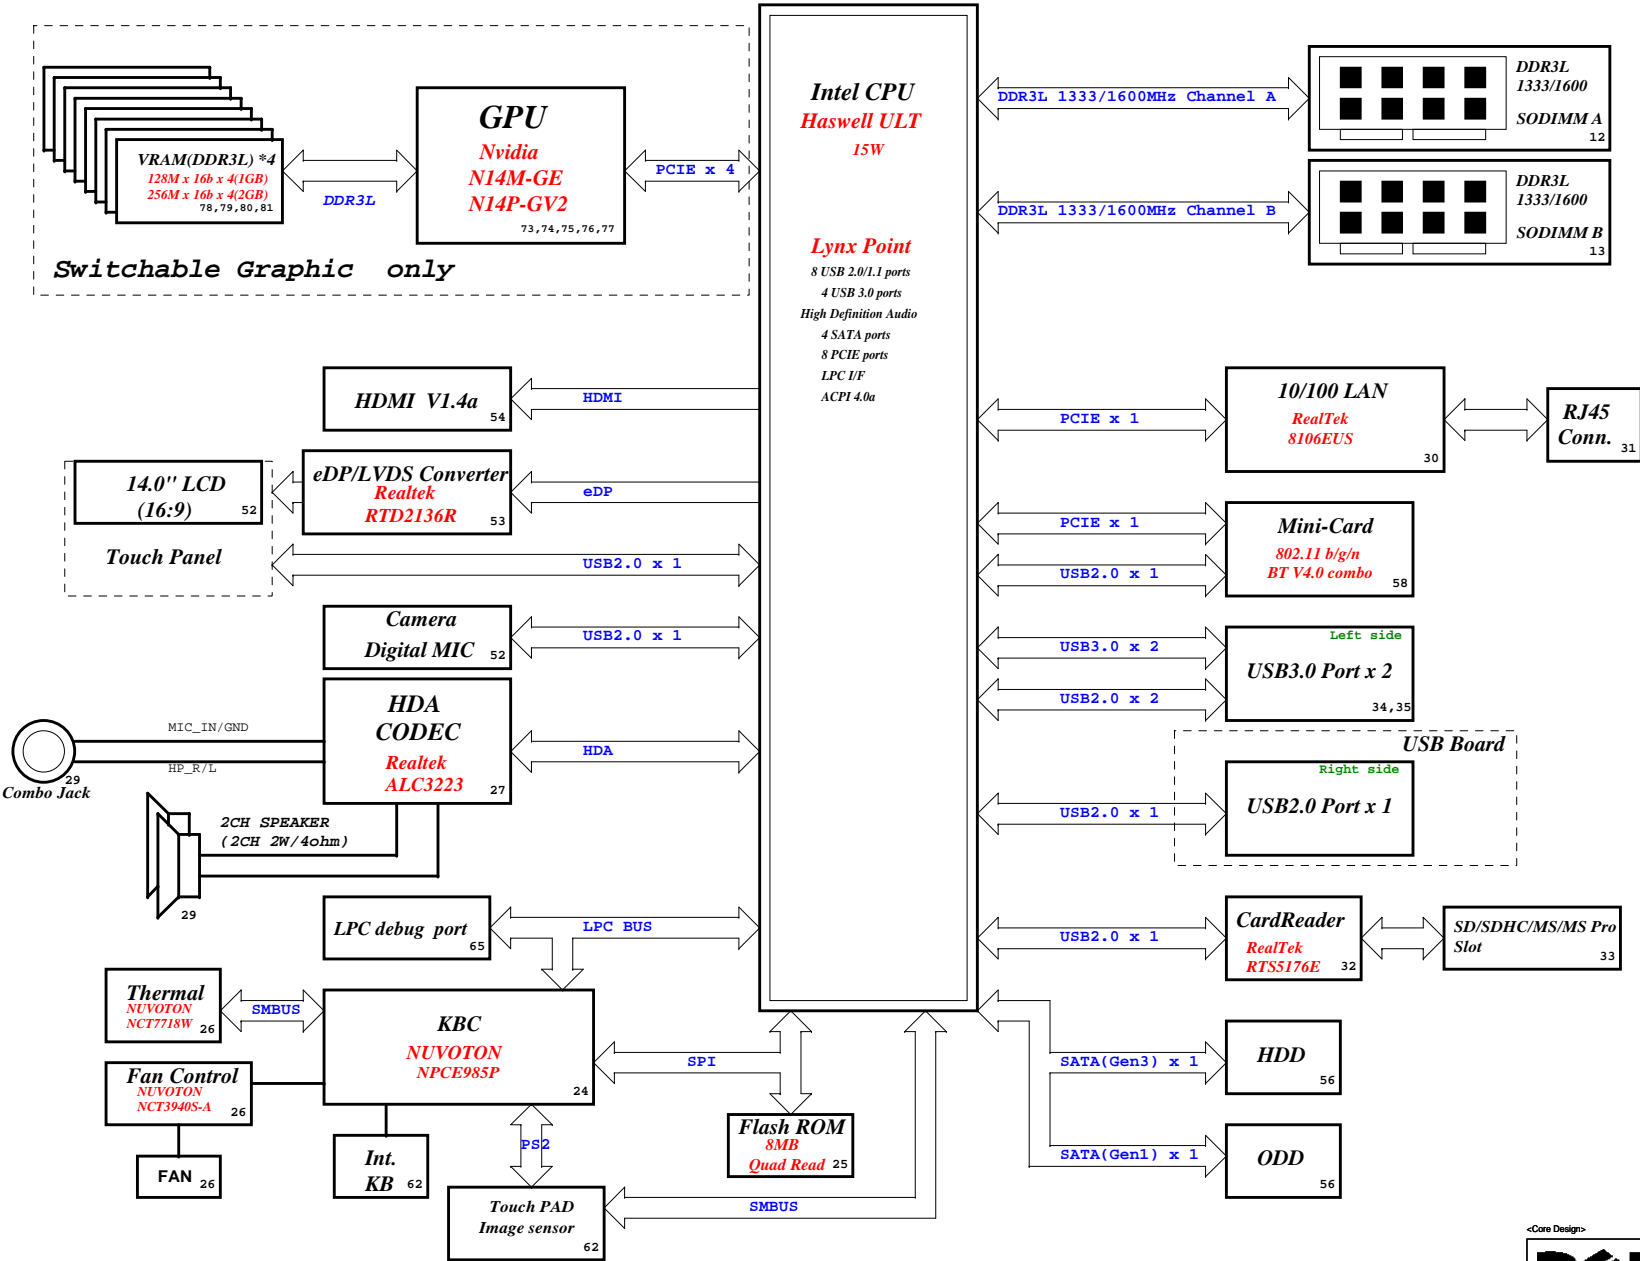 VRAM(DDR3L) *4
128M x 16b x 4(1GB)
256M x 16b x 4(2GB)
78,79,80,81
DDR3L
GPU
Nvidia
N14M-GE
N14P-GV2
73,74,75,76,77
PCIE x 4
Switchable Graphic only
Intel CPU
Haswell ULT
15W
Lynx Point
8 USB 2.0/1.1 ports
4 USB 3.0 ports
High Definition Audio
4 SATA ports
8 PCIE ports
LPC I/F
ACPI 4.0a
DDR3L 1333/1600MHz Channel A
DDR3L
1333/1600
SODIMM A
12
DDR3L 1333/1600MHz Channel B
DDR3L
1333/1600
SODIMM B
13
HDMI V1.4a
54
HDMI
14.0" LCD
(16:9)
52
Touch Panel
eDP/LVDS Converter
Realtek
RTD2136R
53
eDP
USB2.0 x 1
Camera
Digital MIC
52
USB2.0 x 1
HDA
CODEC
Realtek
ALC3223
27
HDA
MIC_IN/GND
HP_R/L
29
Combo Jack
2CH SPEAKER
(2CH 2W/4ohm)
29
LPC debug port
65
LPC BUS
Thermal
NUVOTON
NCT7718W
26
SMBUS
KBC
NUVOTON
NPCE985P
24
SPI
Fan Control
NUVOTON
NCT3940S-A
26
FAN
26
Int.
KB
62
PS2
Touch PAD
Image sensor
62
SMBUS
Flash ROM
8MB
Quad Read
25
PCIE x 1
10/100 LAN
RealTek
8106EUS
30
RJ45
Conn.
31
PCIE x 1
USB2.0 x 1
Mini-Card
802.11 b/g/n
BT V4.0 combo
58
USB3.0 x 2
USB2.0 x 2
Left side
USB3.0 Port x 2
34,35
USB Board
USB2.0 x 1
Right side
USB2.0 Port x 1
USB2.0 x 1
CardReader
RealTek
RTS5176E
32
SD/SDHC/MS/MS Pro
Slot
33
SATA(Gen3) x 1
HDD
56
SATA(Gen1) x 1
ODD
56
<Core Design>